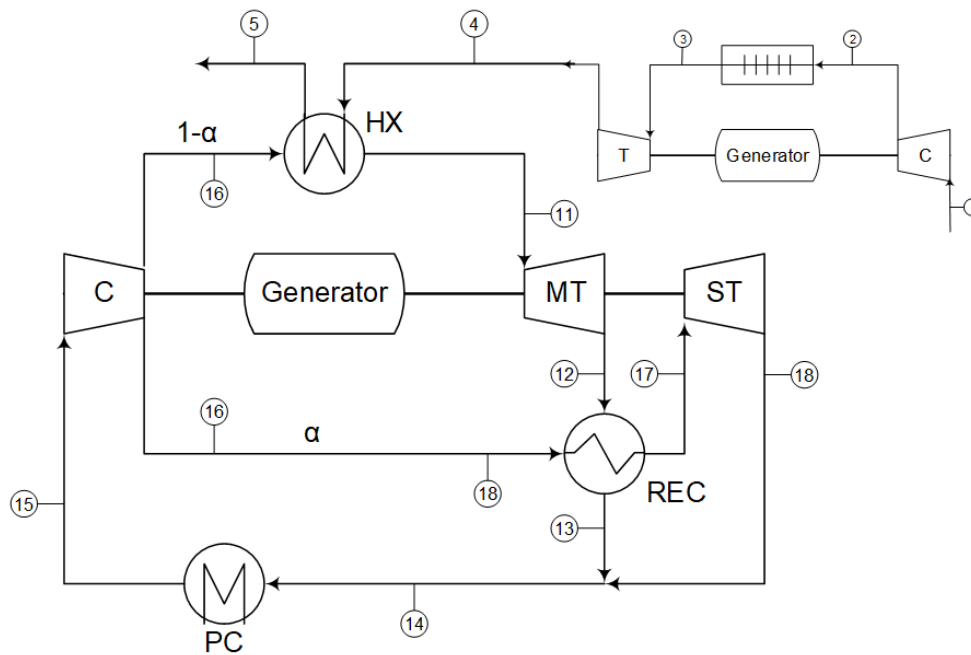 5
4
3
2
HX
1-α
16
T
Generator
C
11
C
Generator
MT
ST
12
17
18
16
α
18
REC
15
13
14
PC